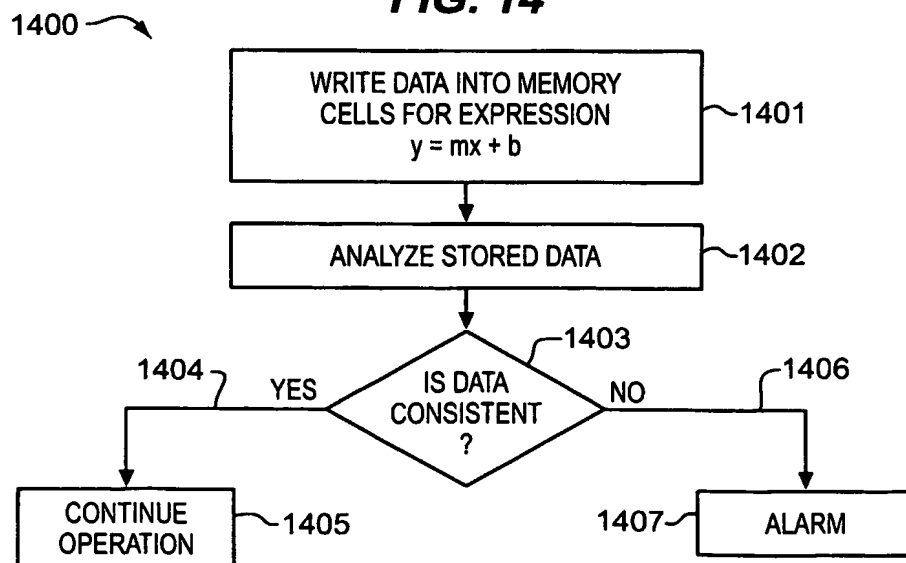 FIG. 14
1400
WRITE DATA INTO MEMORY
CELLS FOR EXPRESSION
y = mx + b
1401
ANALYZE STORED DATA
1402
1403
IS DATA
CONSISTENT
?
1404
YES
NO
1406
CONTINUE
OPERATION
1405
1407
ALARM